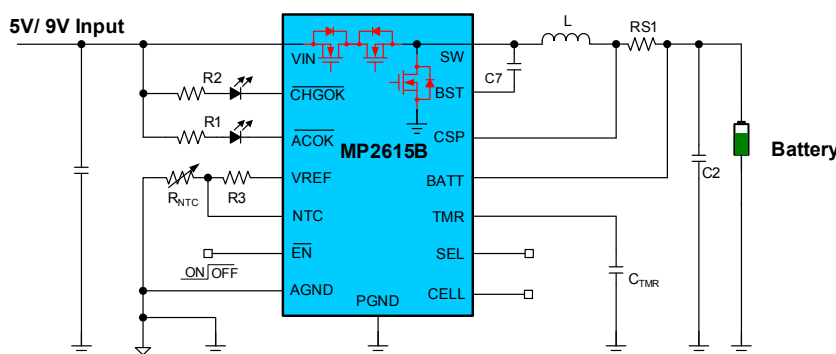 5V/ 9V Input
L
RS1
VIN
SW
R2
C7
CHGOK
BST
R1
ACOK
CSP
MP2615B
Battery
VREF
BATT
C2
RNTC
R3
NTC
TMR
EN
SEL
ON OFF
CTMR
AGND
CELL
PGND